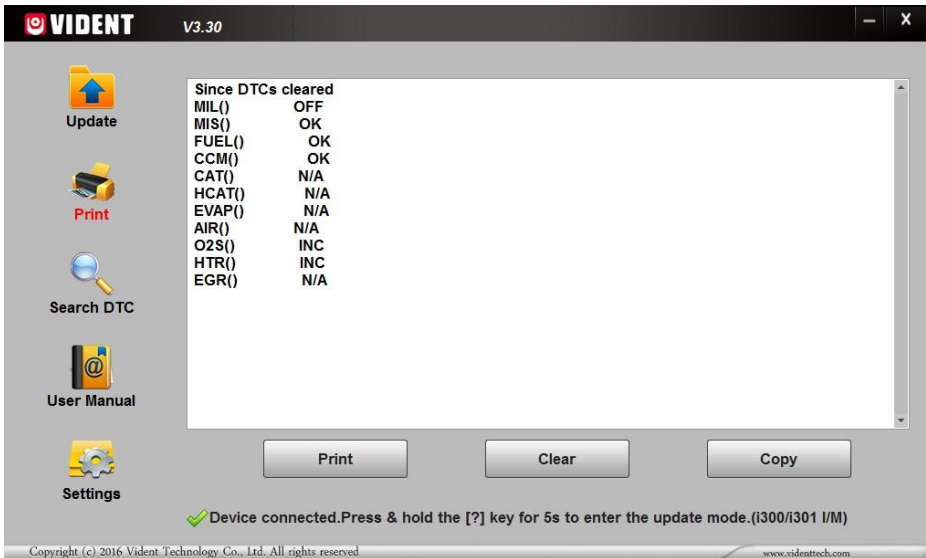 VIDENT V3.30 – X
Update
Print
Search DTC
User Manual
Settings
Since DTCs cleared
MIL() OFF
MIS() OK
FUEL() OK
CCM() OK
CAT() N/A
HCAT() N/A
EVAP() N/A
AIR() N/A
O2S() INC
HTR() INC
EGR() N/A
Print Clear Copy
Device connected.Press & hold the [?] key for 5s to enter the update mode.(i300/i301 I/M)
Copyright (c) 2016 Vident Technology Co., Ltd. All rights reserved www.videnttech.com